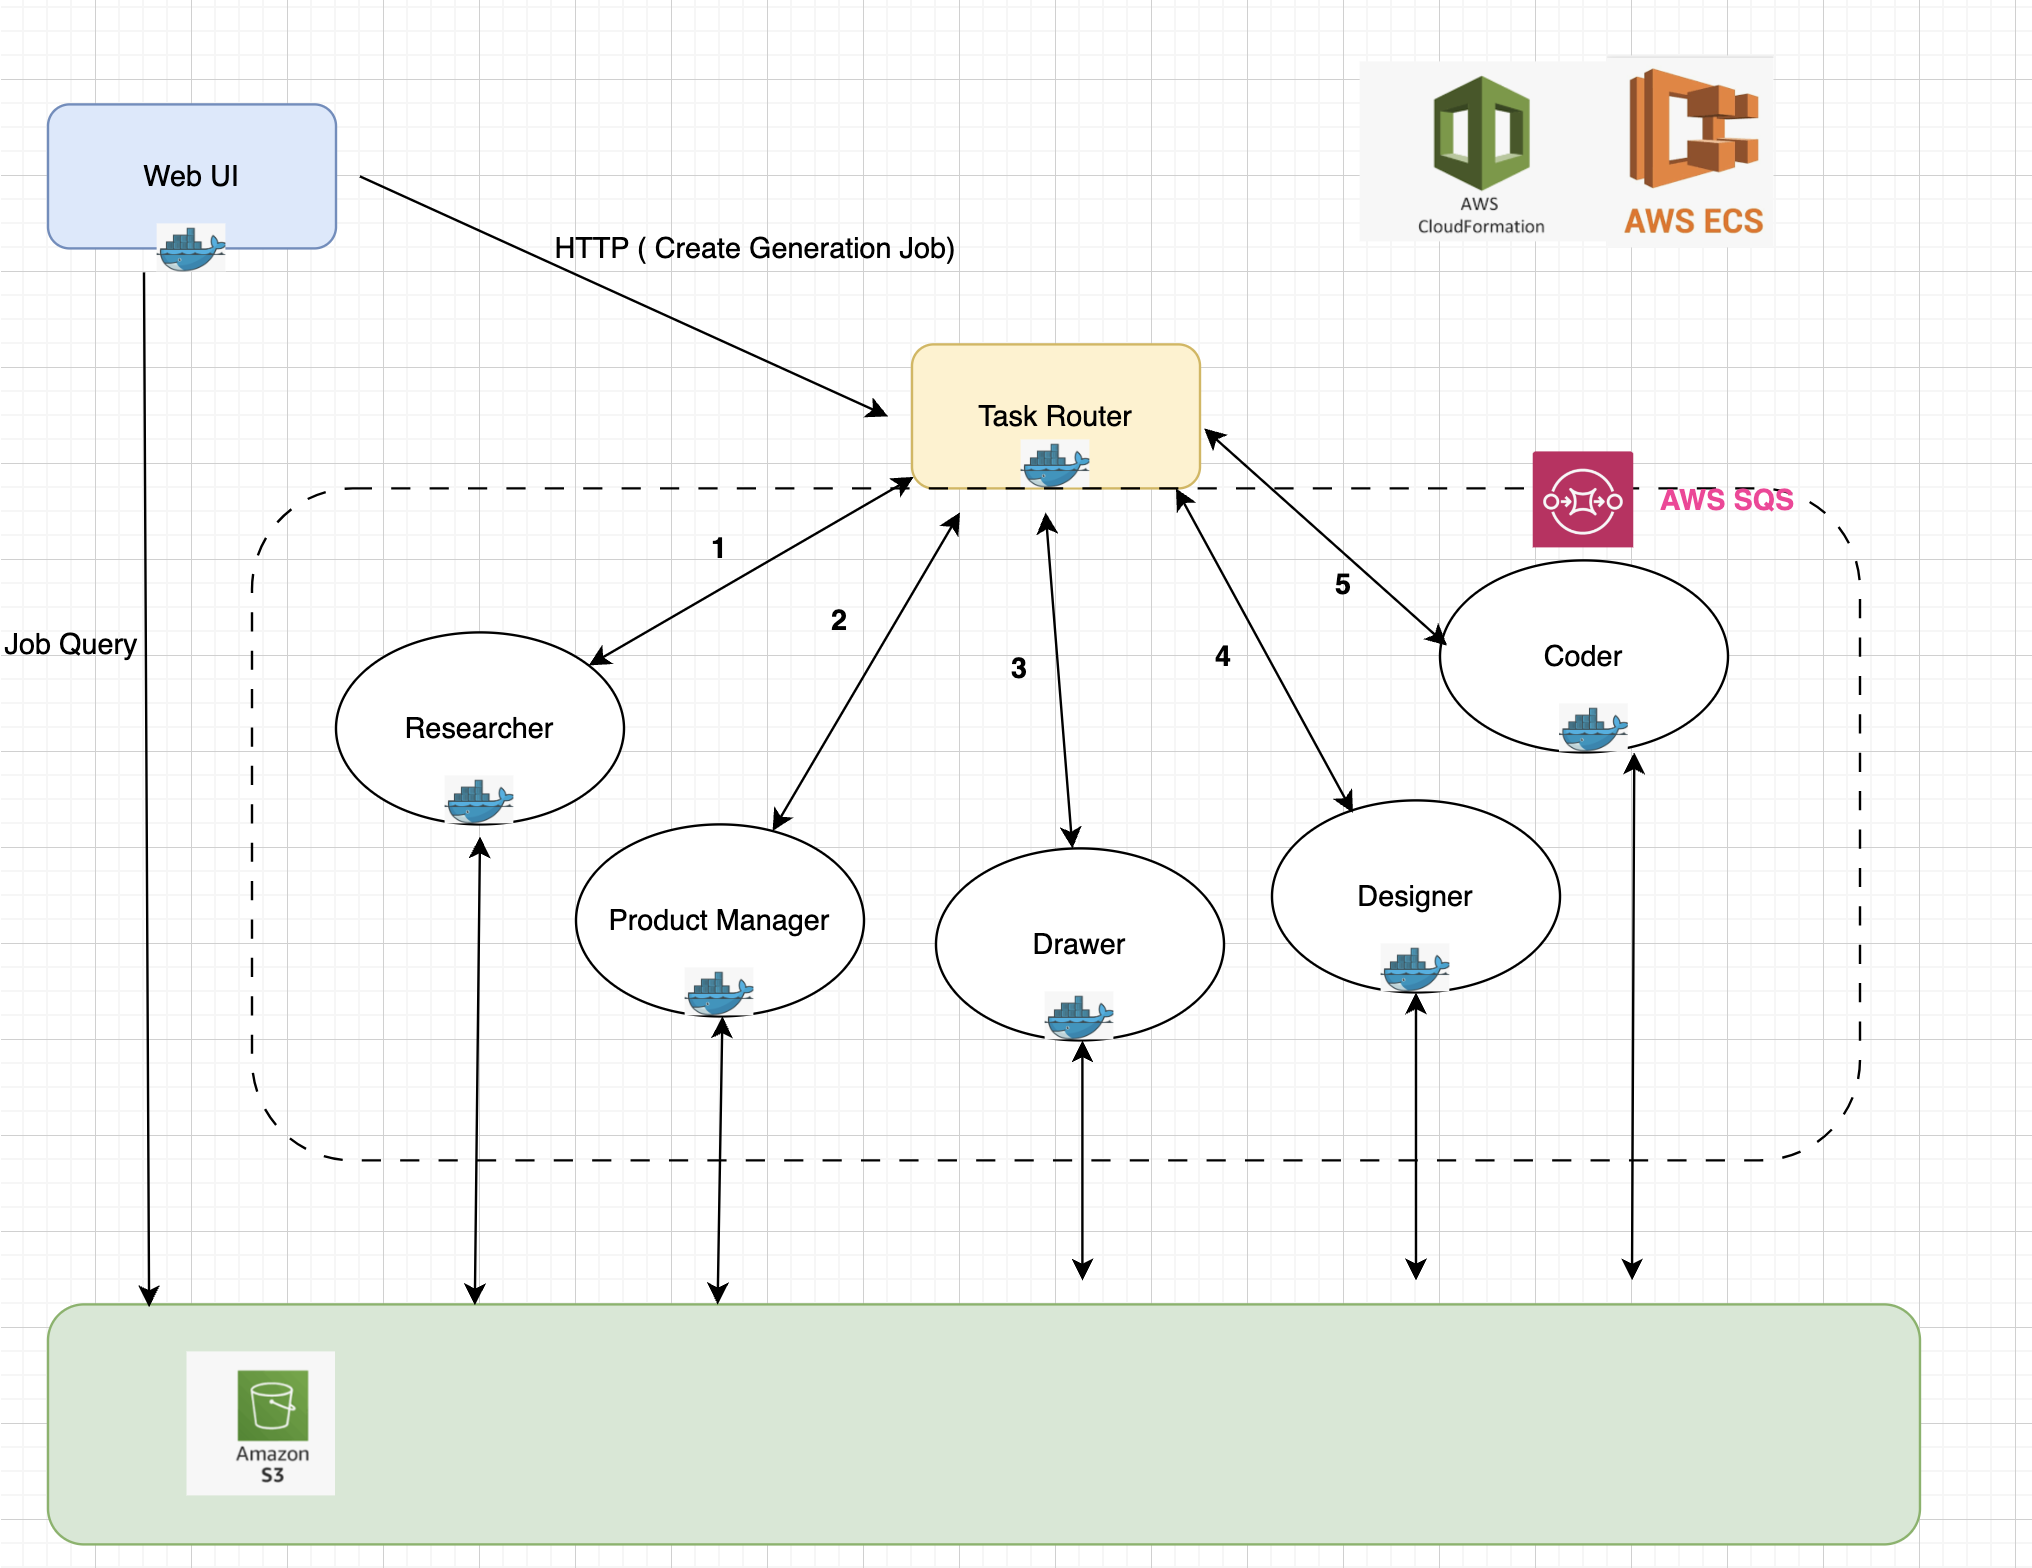 AWS
CloudFormation
AWS ECS
Web UI
HTTP ( Create Generation Job)
Task Router
AWS SQS
1
2
3
4
5
Job Query
Coder
Researcher
Designer
Product Manager
Drawer
Amazon
S3